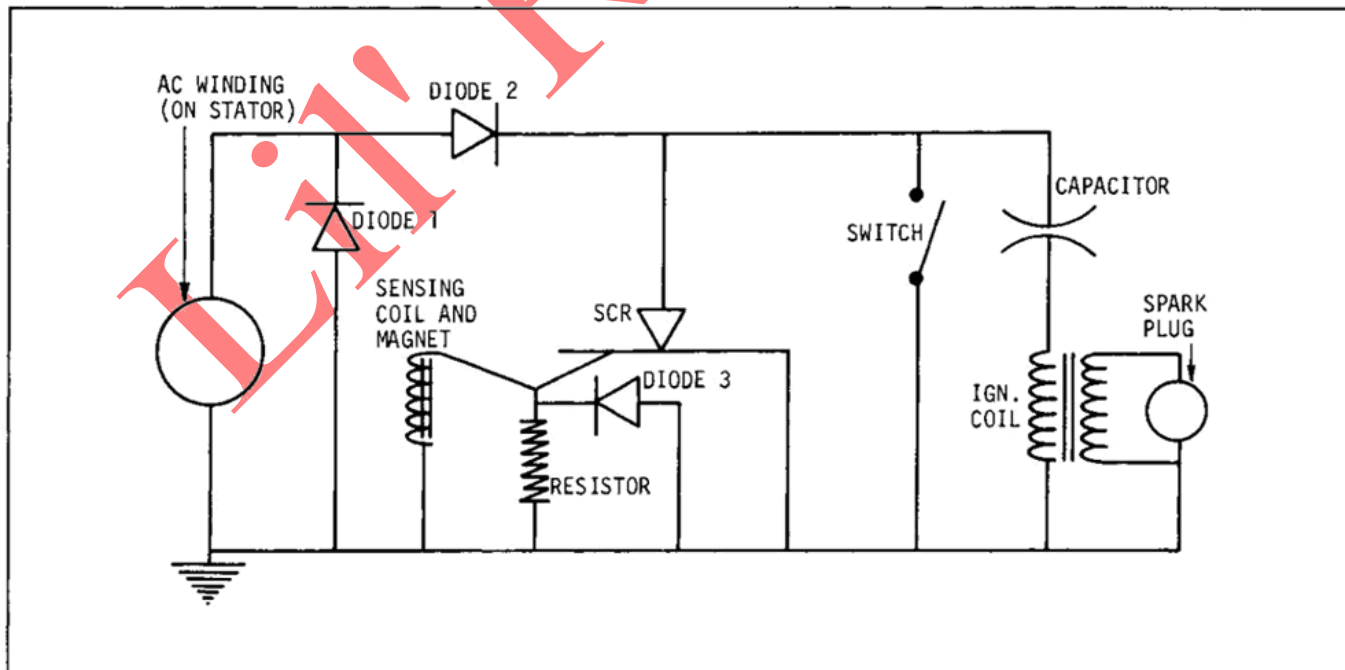 AC WINDING
(ON STATOR)
DIODE 2
DIODE 1
CAPACITOR
SWITCH
SENSING
COIL AND
MAGNET
SCR
SPARK
PLUG
DIODE 3
IGN.
COIL
RESISTOR
Lil'